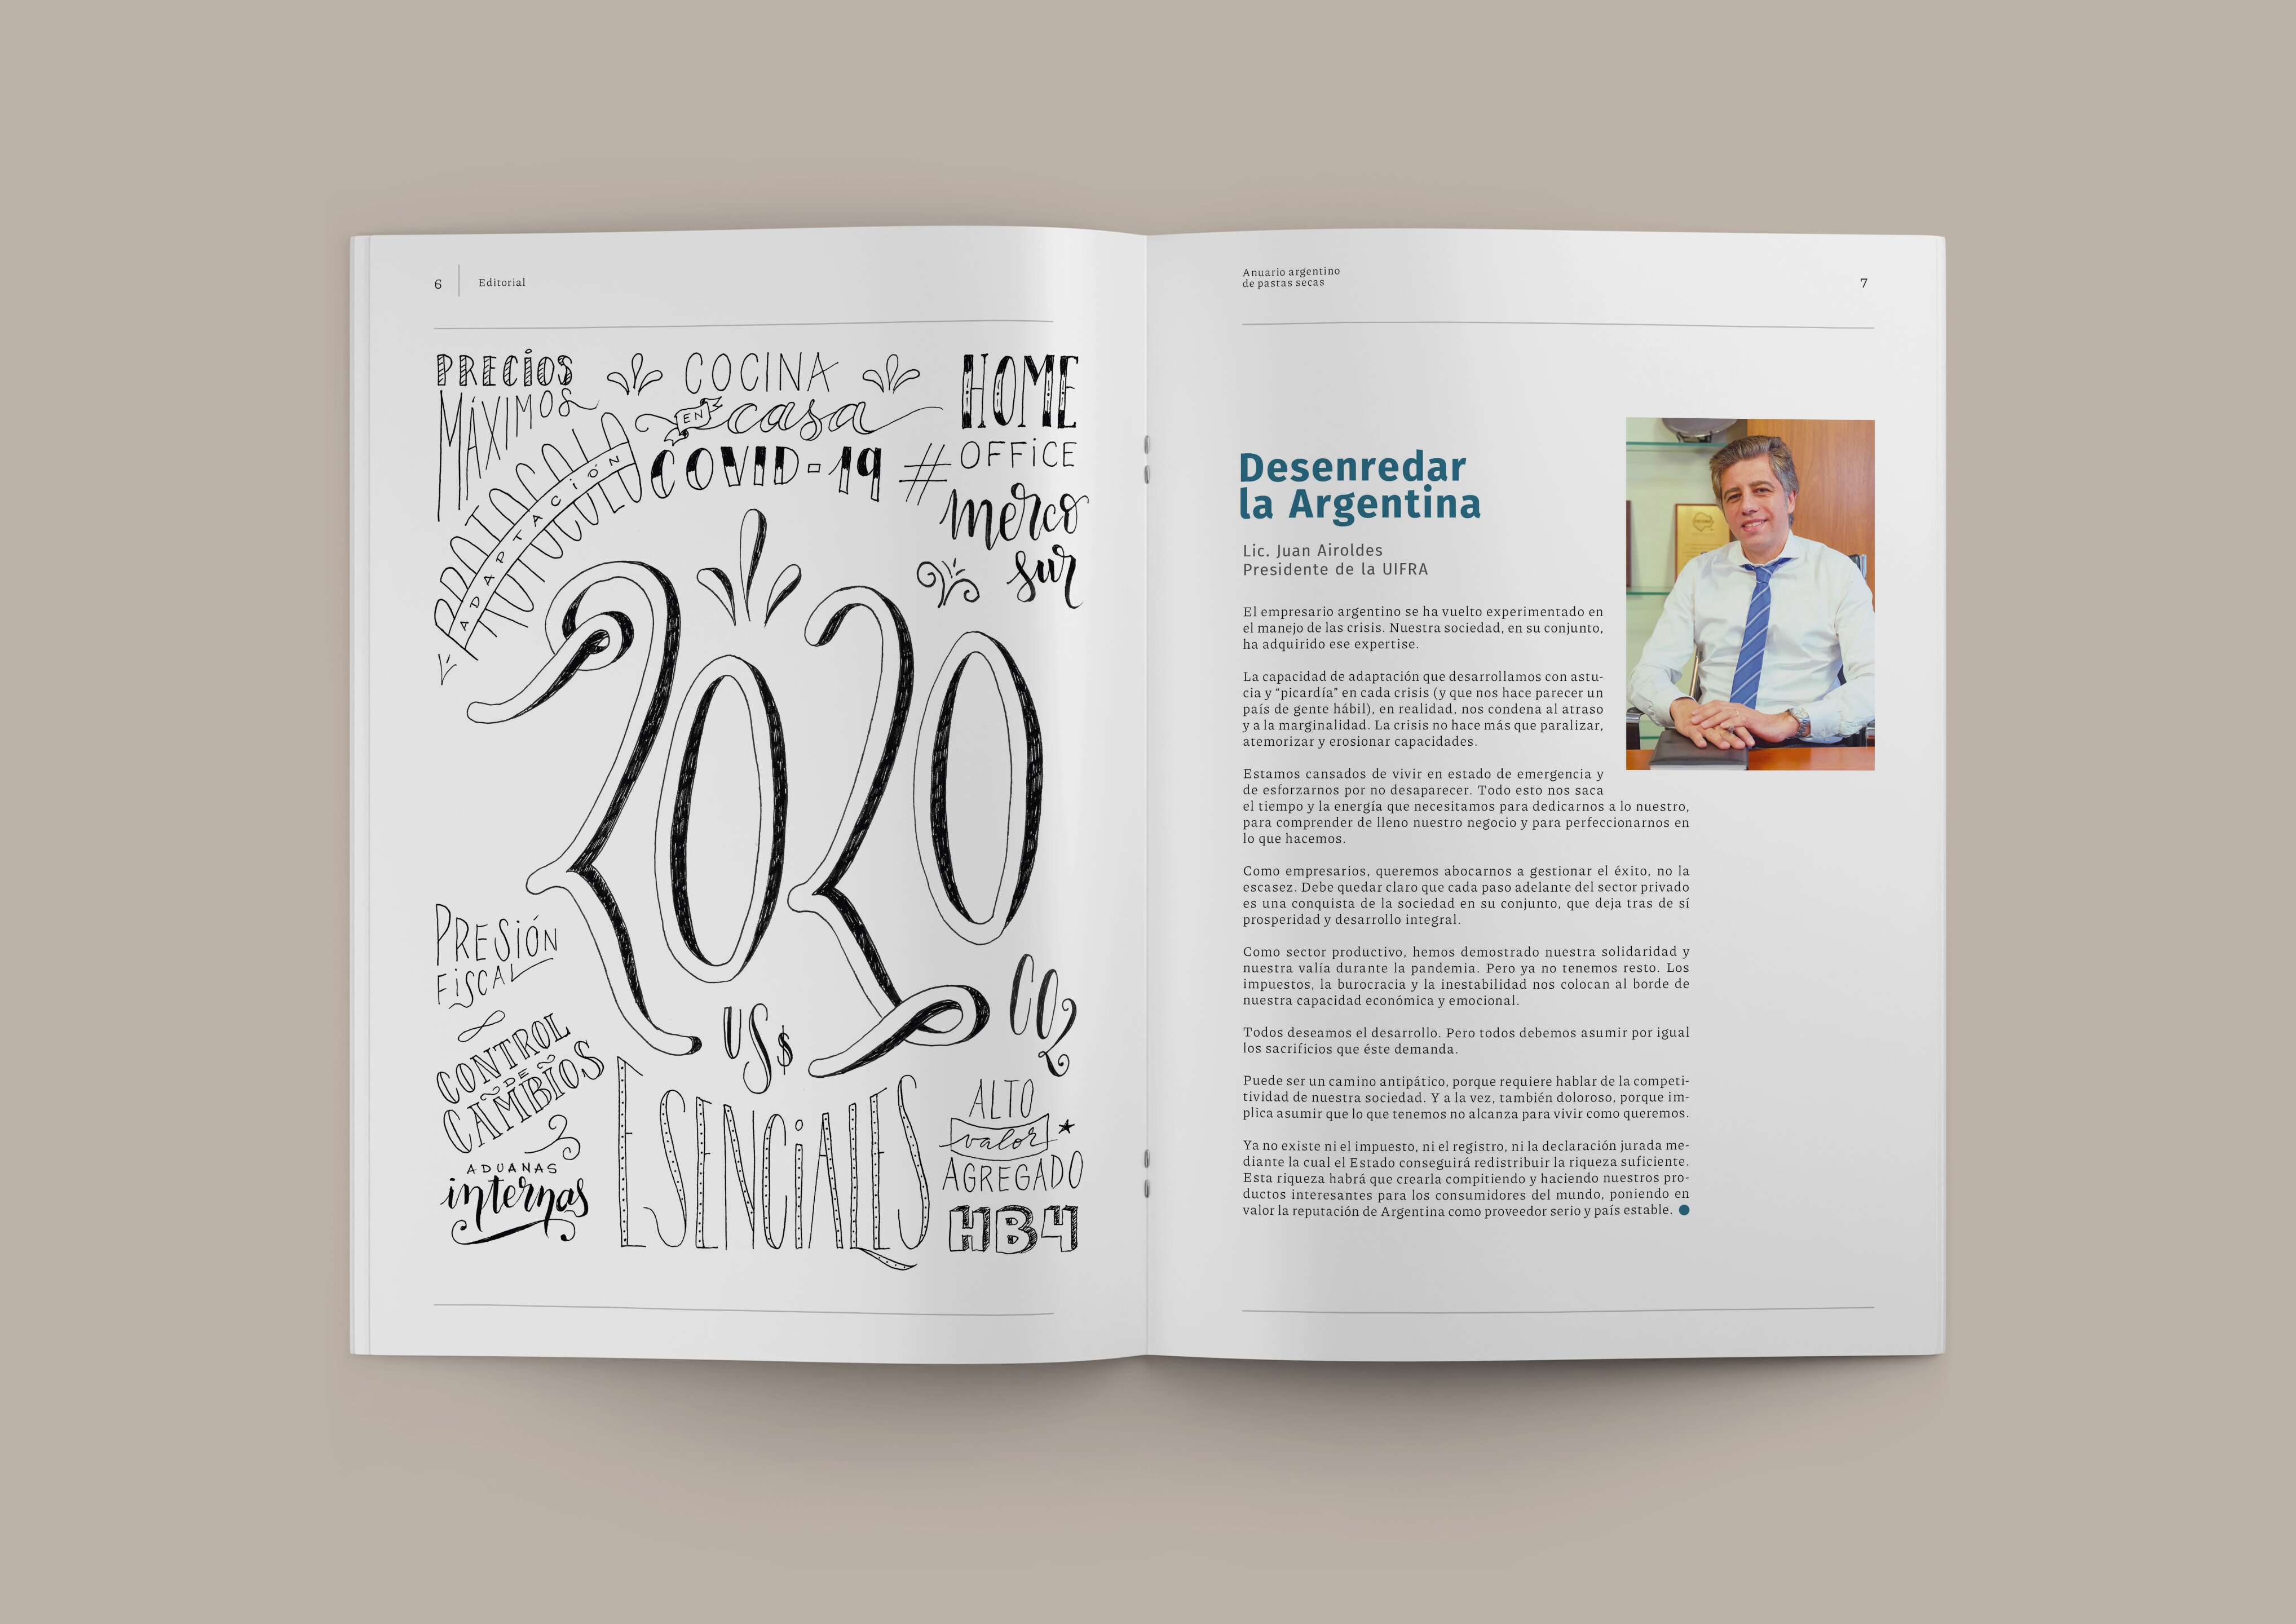 6
Editorial
PRECIOS
MÁXIMOS
COCINA
EN casa
COVID-19
HOME
#OFFICE
merco
sur
PROTOCOLO
ADAPTACIÓN
2020
PRESIÓN
FISCAL
CONTROL
DE
CAMBIOS
ADUANAS
internas
US$
ESENCIALES
CO2
ALTO
valor
AGREGADO
HB4
Anuario argentino
de pastas secas
7
Desenredar
la Argentina
Lic. Juan Airoldes
Presidente de la UIFRA
El empresario argentino se ha vuelto experimentado en
el manejo de las crisis. Nuestra sociedad, en su conjunto,
ha adquirido ese expertise.
La capacidad de adaptación que desarrollamos con astu-
cia y “picardía” en cada crisis (y que nos hace parecer un
país de gente hábil), en realidad, nos condena al atraso
y a la marginalidad. La crisis no hace más que paralizar,
atemorizar y erosionar capacidades.
Estamos cansados de vivir en estado de emergencia y
de esforzarnos por no desaparecer. Todo esto nos saca
el tiempo y la energía que necesitamos para dedicarnos a lo nuestro,
para comprender de lleno nuestro negocio y para perfeccionarnos en
lo que hacemos.
Como empresarios, queremos abocarnos a gestionar el éxito, no la
escasez. Debe quedar claro que cada paso adelante del sector privado
es una conquista de la sociedad en su conjunto, que deja tras de sí
prosperidad y desarrollo integral.
Como sector productivo, hemos demostrado nuestra solidaridad y
nuestra valía durante la pandemia. Pero ya no tenemos resto. Los
impuestos, la burocracia y la inestabilidad nos colocan al borde de
nuestra capacidad económica y emocional.
Todos deseamos el desarrollo. Pero todos debemos asumir por igual
los sacrificios que éste demanda.
Puede ser un camino antipático, porque requiere hablar de la competi-
tividad de nuestra sociedad. Y a la vez, también doloroso, porque im-
plica asumir que lo que tenemos no alcanza para vivir como queremos.
Ya no existe ni el impuesto, ni el registro, ni la declaración jurada me-
diante la cual el Estado conseguirá redistribuir la riqueza suficiente.
Esta riqueza habrá que crearla compitiendo y haciendo nuestros pro-
ductos interesantes para los consumidores del mundo, poniendo en
valor la reputación de Argentina como proveedor serio y país estable.